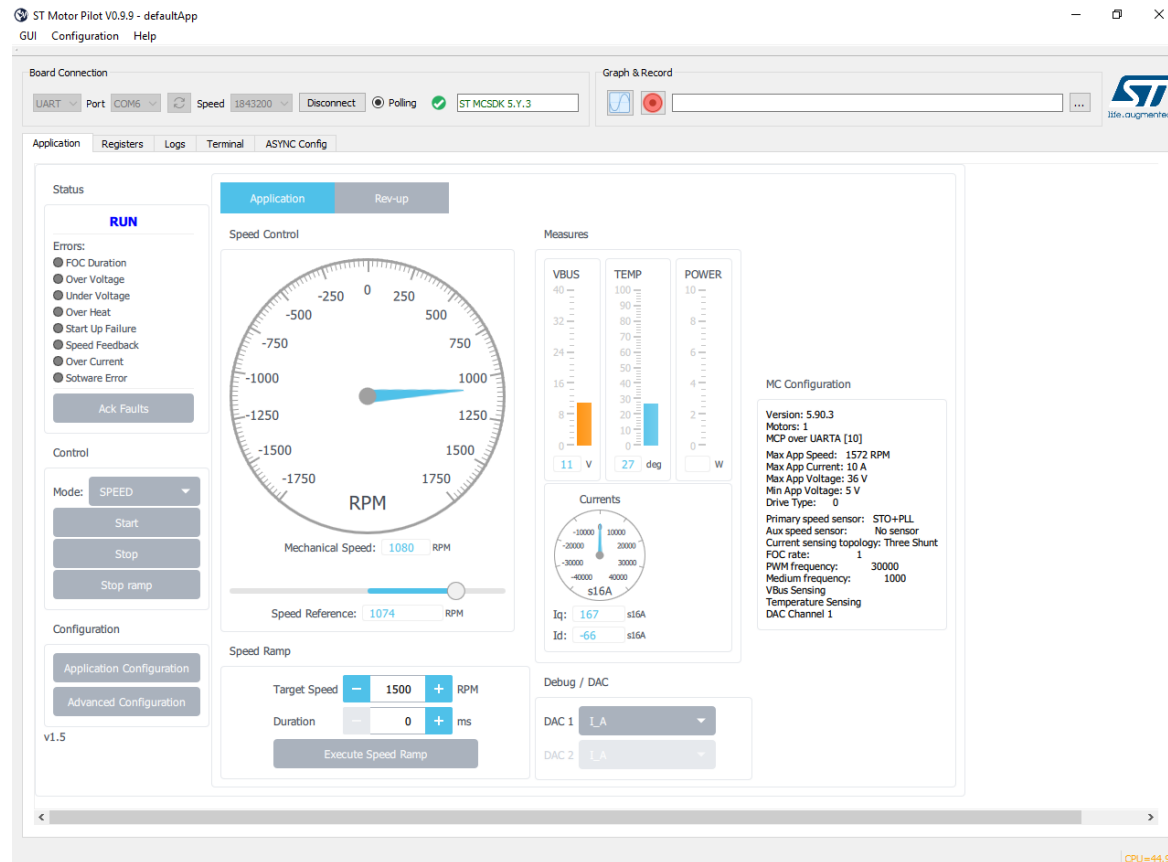 ST Motor Pilot V0.9.9 - defaultApp
GUI Configuration Help
Board Connection
UART Port COM6 Speed 1843200 Disconnect Polling ST MCSDK 5.Y.3
Graph & Record
...
ST
life.augmented
Application Registers Logs Terminal ASYNC Config
Status
RUN
Errors:
FOC Duration
Over Voltage
Under Voltage
Over Heat
Start Up Failure
Speed Feedback
Over Current
Sotware Error
Ack Faults
Control
Mode: SPEED
Start
Stop
Stop ramp
Configuration
Application Configuration
Advanced Configuration
v1.5
Application Rev-up
Speed Control
-250 0 250
-500 500
-750 750
-1000 1000
-1250 1250
-1500 1500
-1750 1750
RPM
Mechanical Speed: 1080 RPM
Speed Reference: 1074 RPM
Speed Ramp
Target Speed - 1500 + RPM
Duration - 0 + ms
Execute Speed Ramp
Measures
VBUS
40
32
24
16
8
0
11 V
TEMP
100
90
80
70
60
50
40
30
20
10
0
27 deg
POWER
10
8
6
4
2
0
W
Currents
-10000 0 10000
-20000 20000
-30000 30000
-40000 40000
s16A
Iq: 167 s16A
Id: -66 s16A
Debug / DAC
DAC 1 I_A
DAC 2 I_A
MC Configuration
Version: 5.90.3
Motors: 1
MCP over UARTA [10]
Max App Speed: 1572 RPM
Max App Current: 10 A
Max App Voltage: 36 V
Min App Voltage: 5 V
Drive Type: 0
Primary speed sensor: STO+PLL
Aux speed sensor: No sensor
Current sensing topology: Three Shunt
FOC rate: 1
PWM frequency: 30000
Medium frequency: 1000
VBus Sensing
Temperature Sensing
DAC Channel 1
CPU=44.9